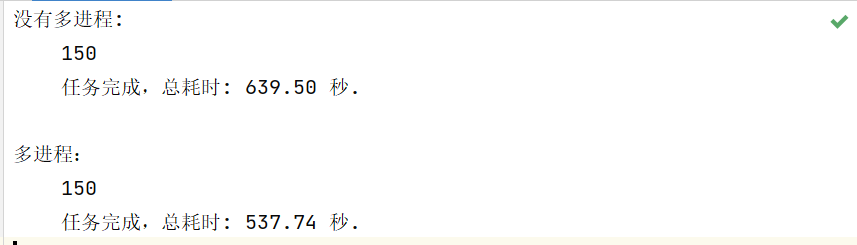 没有多进程:
150
任务完成，总耗时: 639.50 秒.
多进程：
150
任务完成，总耗时: 537.74 秒.